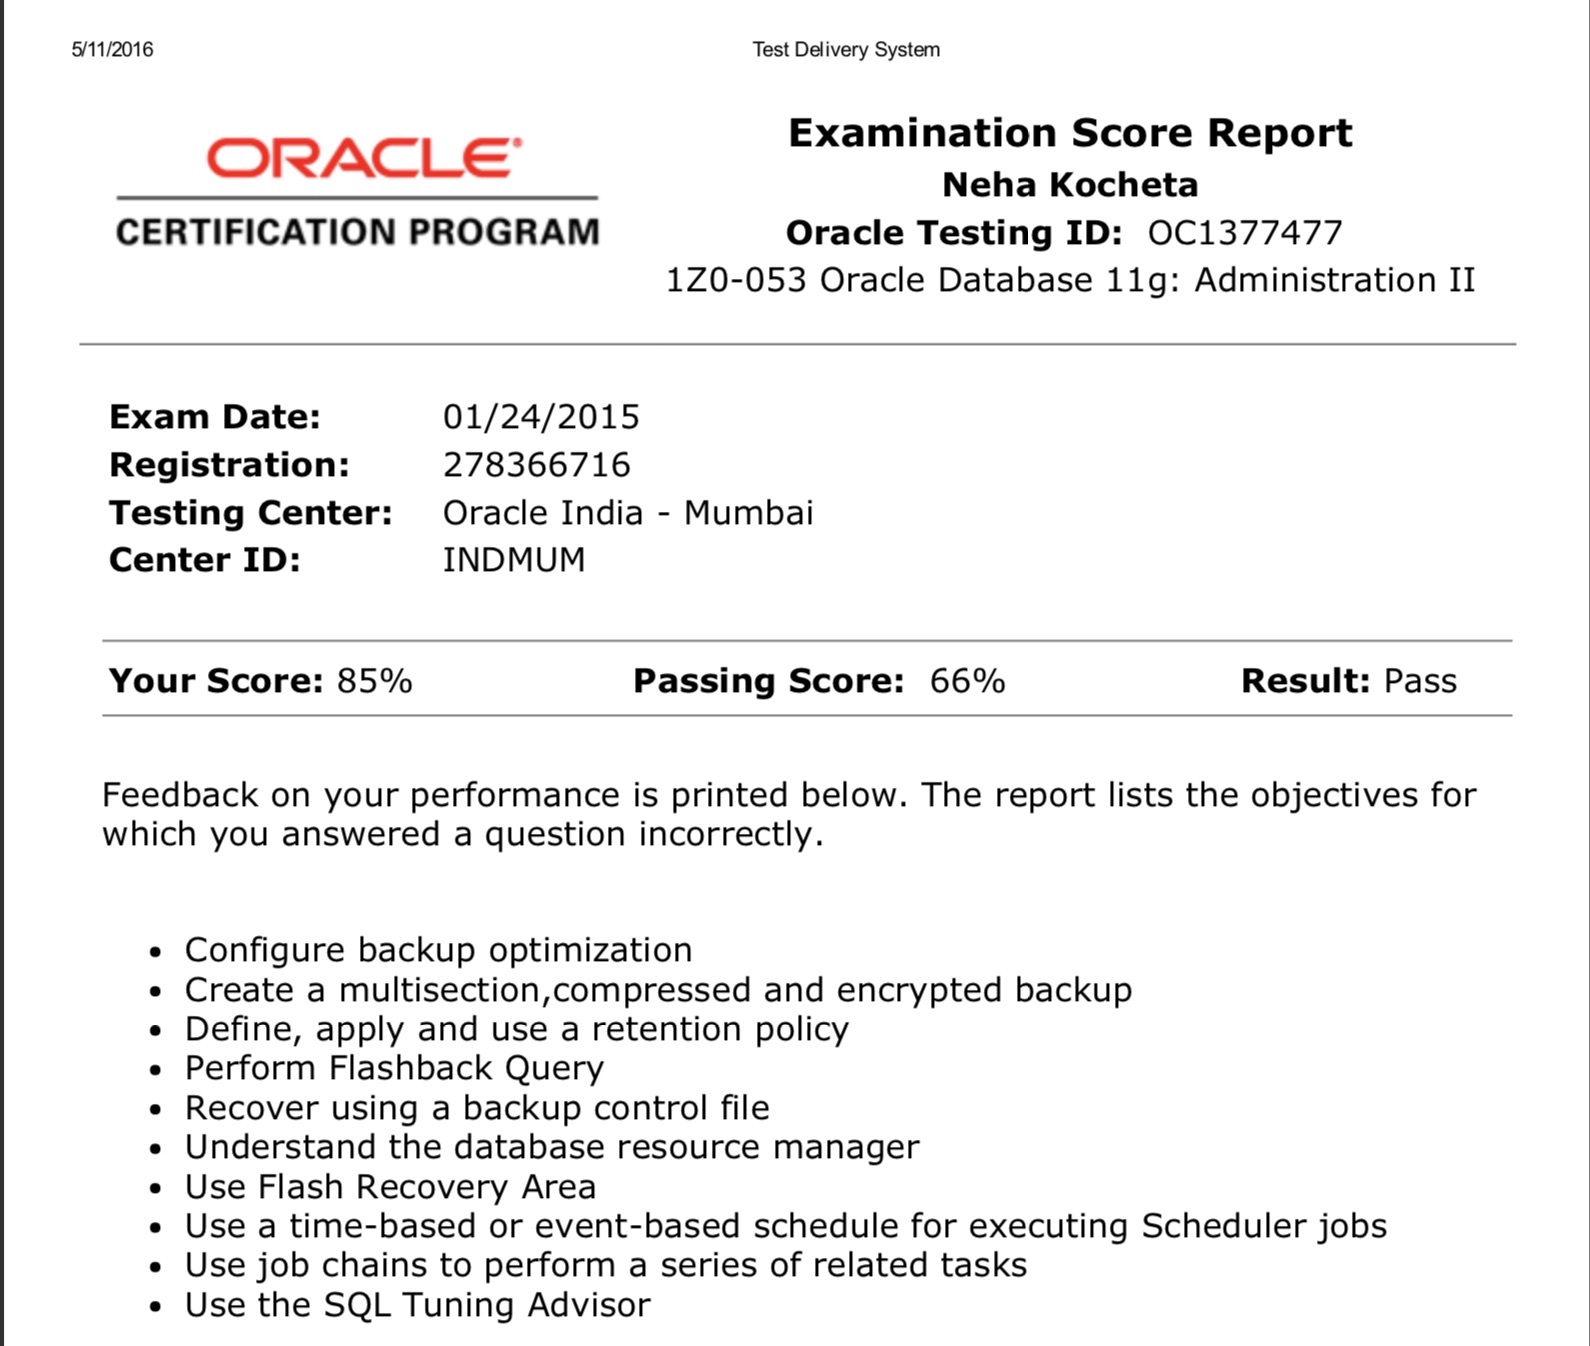 5/11/2016 Test Delivery System
ORACLE®
CERTIFICATION PROGRAM
Examination Score Report
Neha Kocheta
Oracle Testing ID: OC1377477
1Z0-053 Oracle Database 11g: Administration II
Exam Date: 01/24/2015
Registration: 278366716
Testing Center: Oracle India - Mumbai
Center ID: INDMUM
Your Score: 85% Passing Score: 66% Result: Pass
Feedback on your performance is printed below. The report lists the objectives for
which you answered a question incorrectly.
• Configure backup optimization
• Create a multisection,compressed and encrypted backup
• Define, apply and use a retention policy
• Perform Flashback Query
• Recover using a backup control file
• Understand the database resource manager
• Use Flash Recovery Area
• Use a time-based or event-based schedule for executing Scheduler jobs
• Use job chains to perform a series of related tasks
• Use the SQL Tuning Advisor